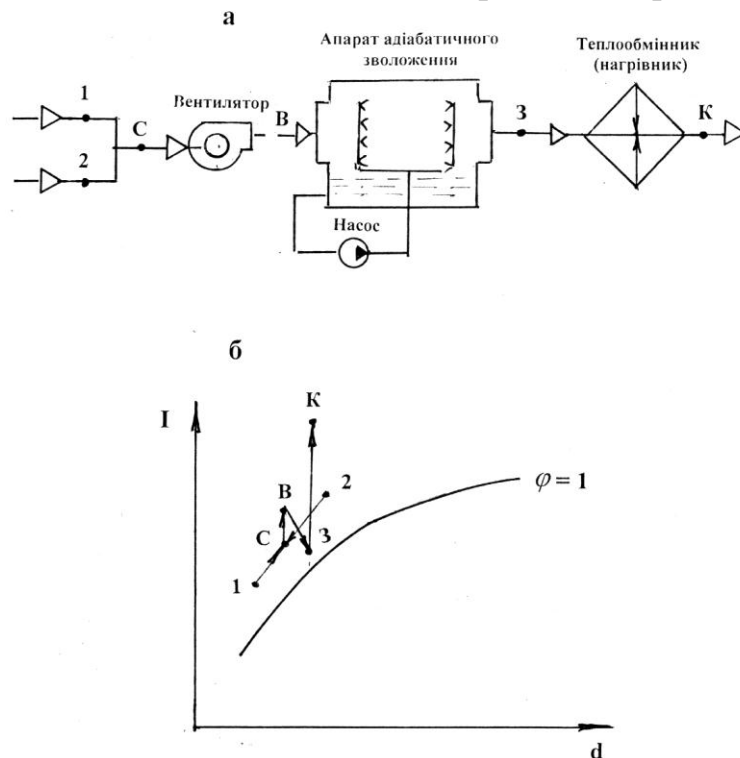 а
Апарат адіабатичного
зволоження
Теплообмінник
(нагрівник)
Вентилятор
1
С
В
З
К
2
Насос
б
I
К
В
2
С
З
1
φ = 1
d